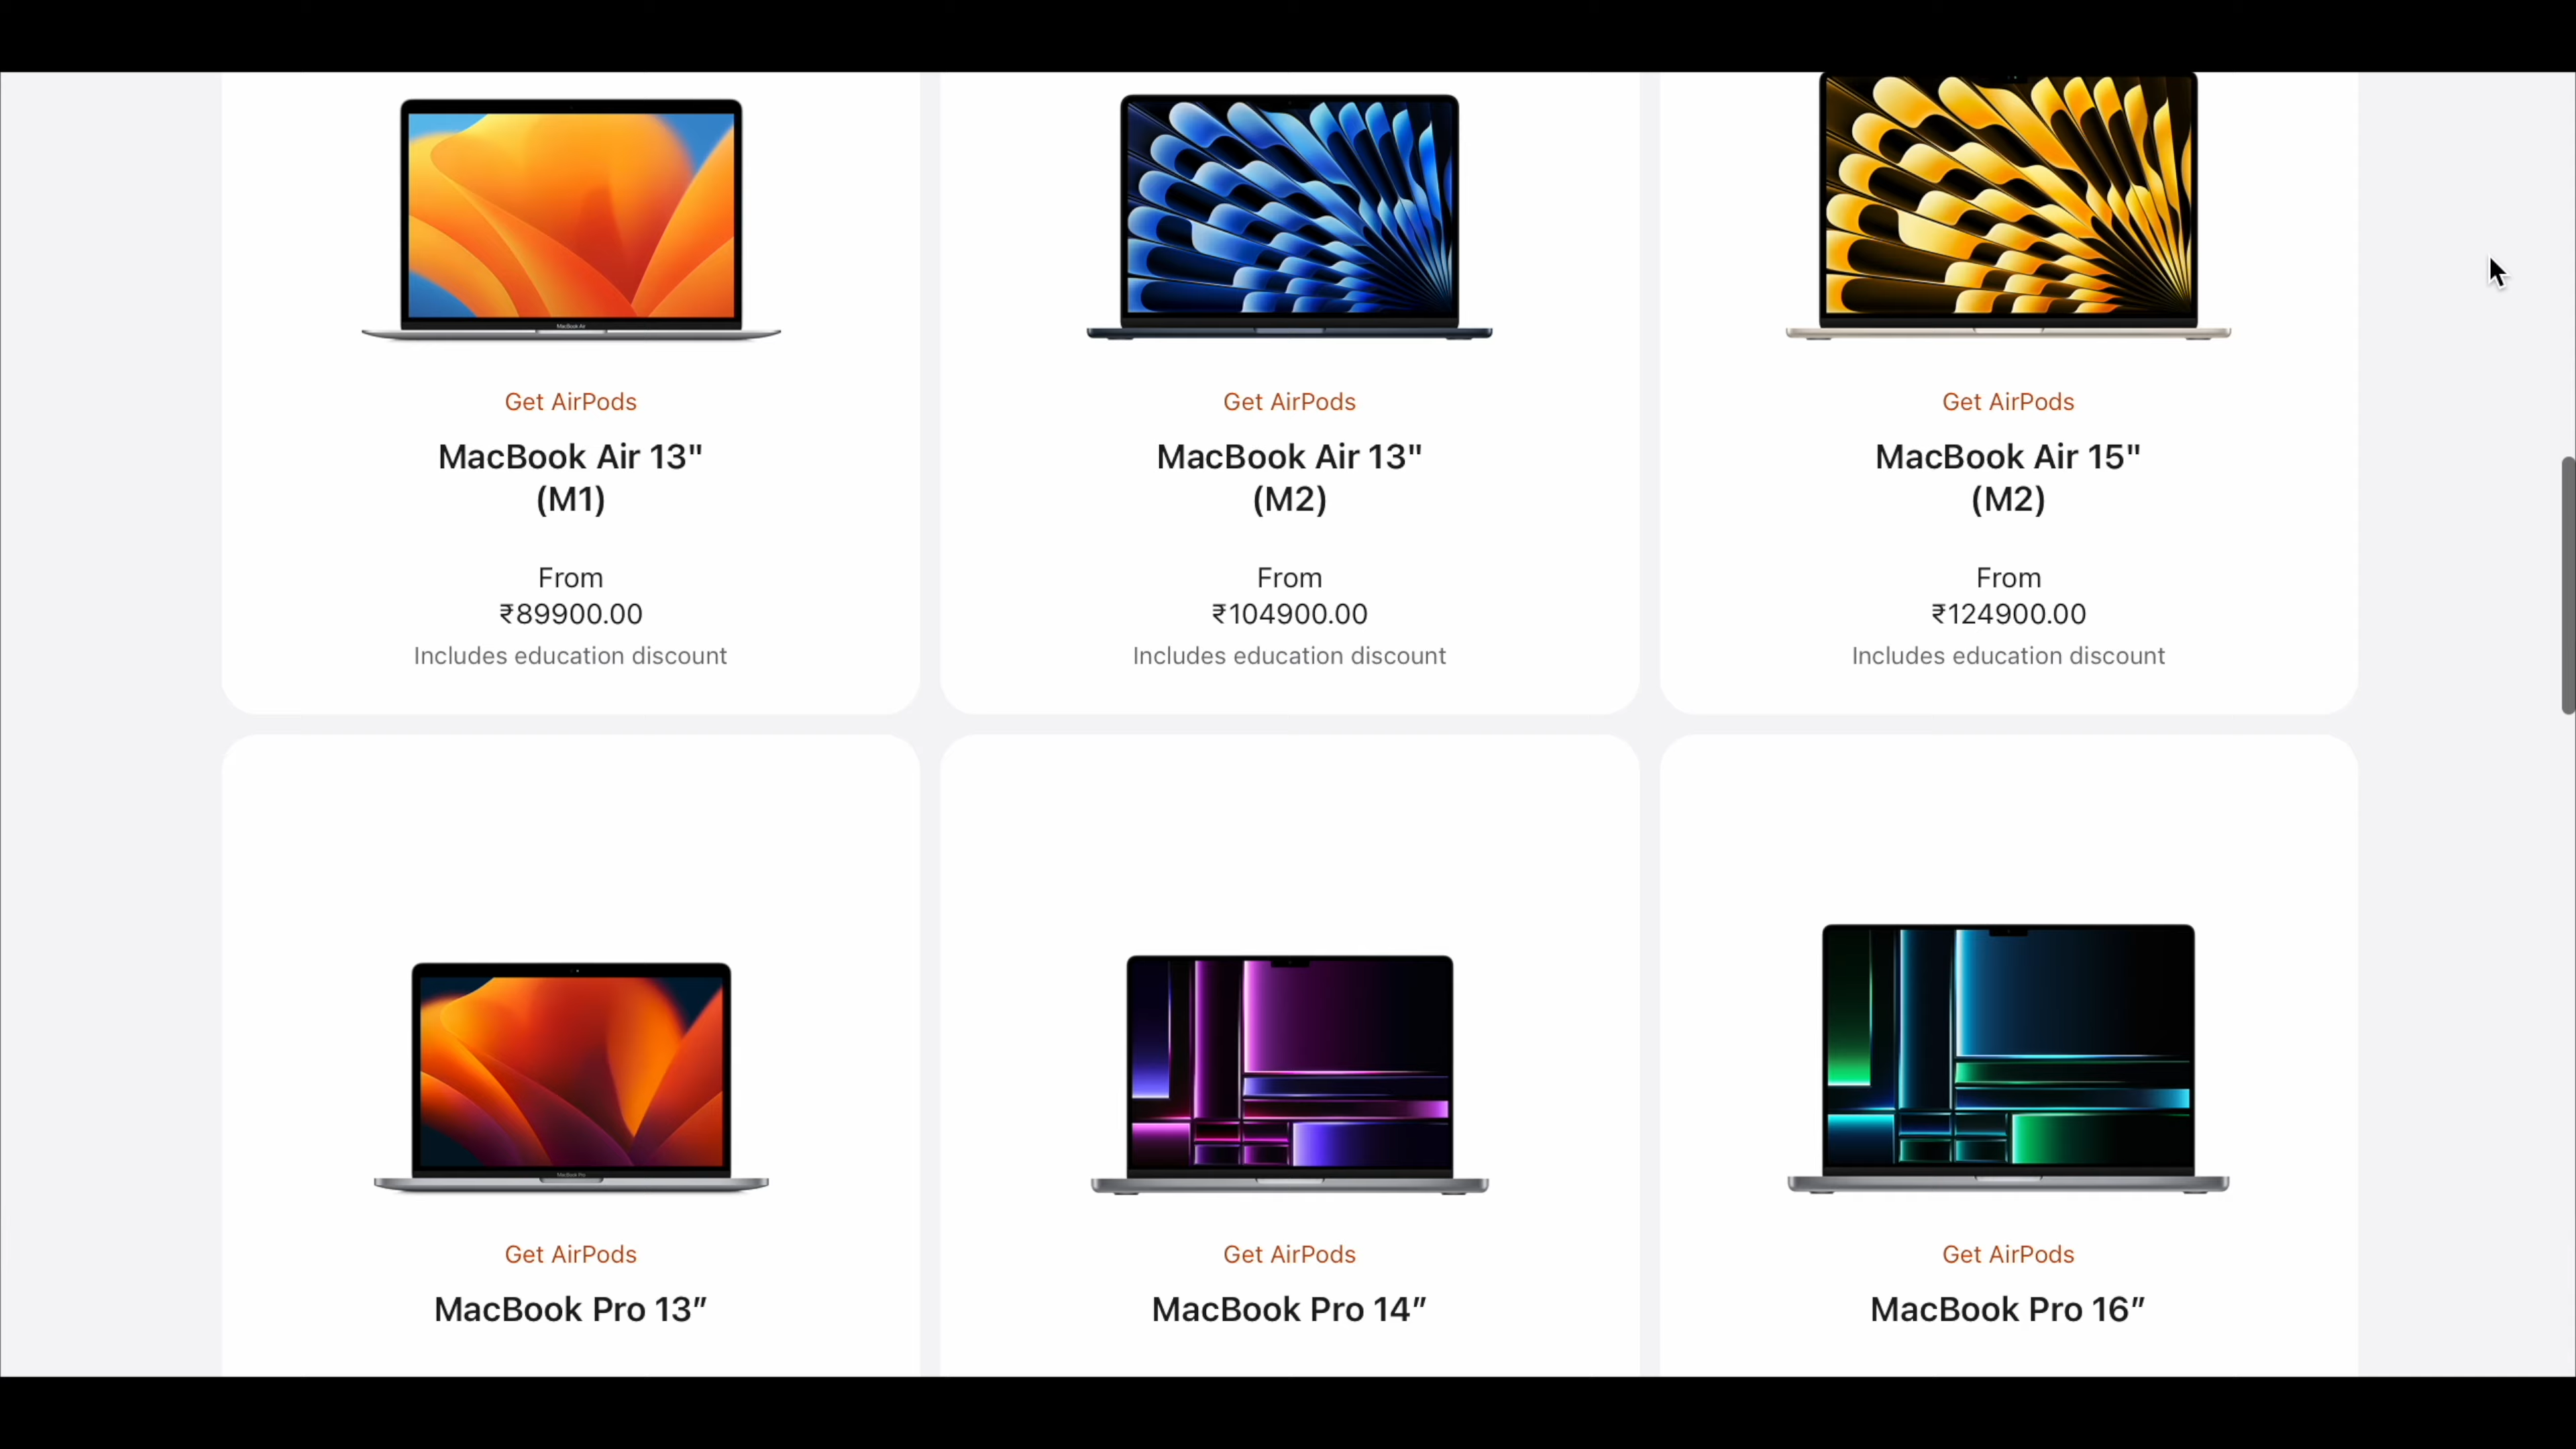 Get AirPods
MacBook Air 13"
(M1)
From
₹89900.00
Includes education discount
Get AirPods
MacBook Air 13"
(M2)
From
₹104900.00
Includes education discount
Get AirPods
MacBook Air 15"
(M2)
From
₹124900.00
Includes education discount
Get AirPods
MacBook Pro 13”
Get AirPods
MacBook Pro 14”
Get AirPods
MacBook Pro 16”